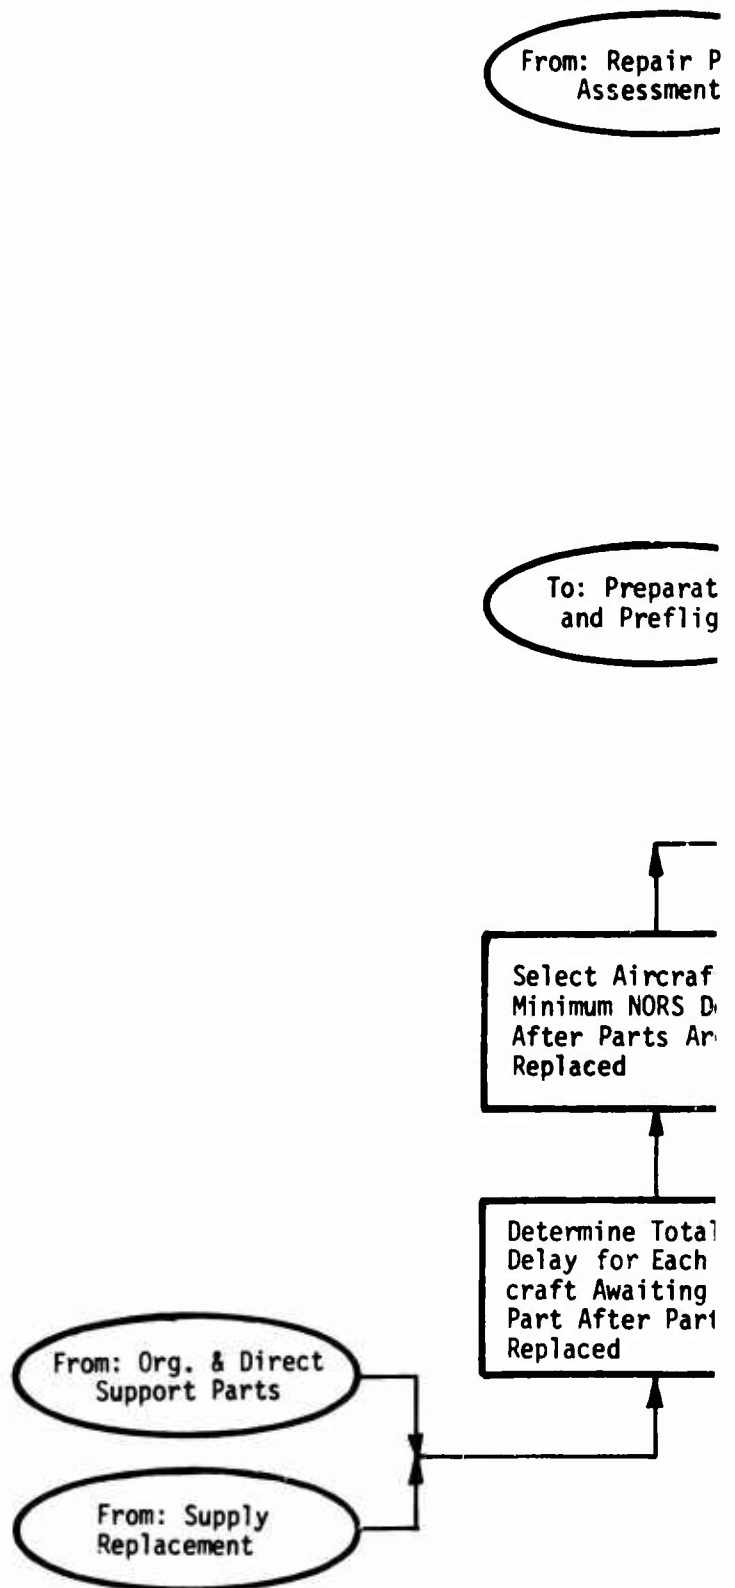 From: Repair P
Assessment
To: Preparat
and Preflig
Select Aircraf
Minimum NORS D
After Parts Ar
Replaced
Determine Total
Delay for Each
craft Awaiting
Part After Part
Replaced
From: Org. & Direct
Support Parts
From: Supply
Replacement